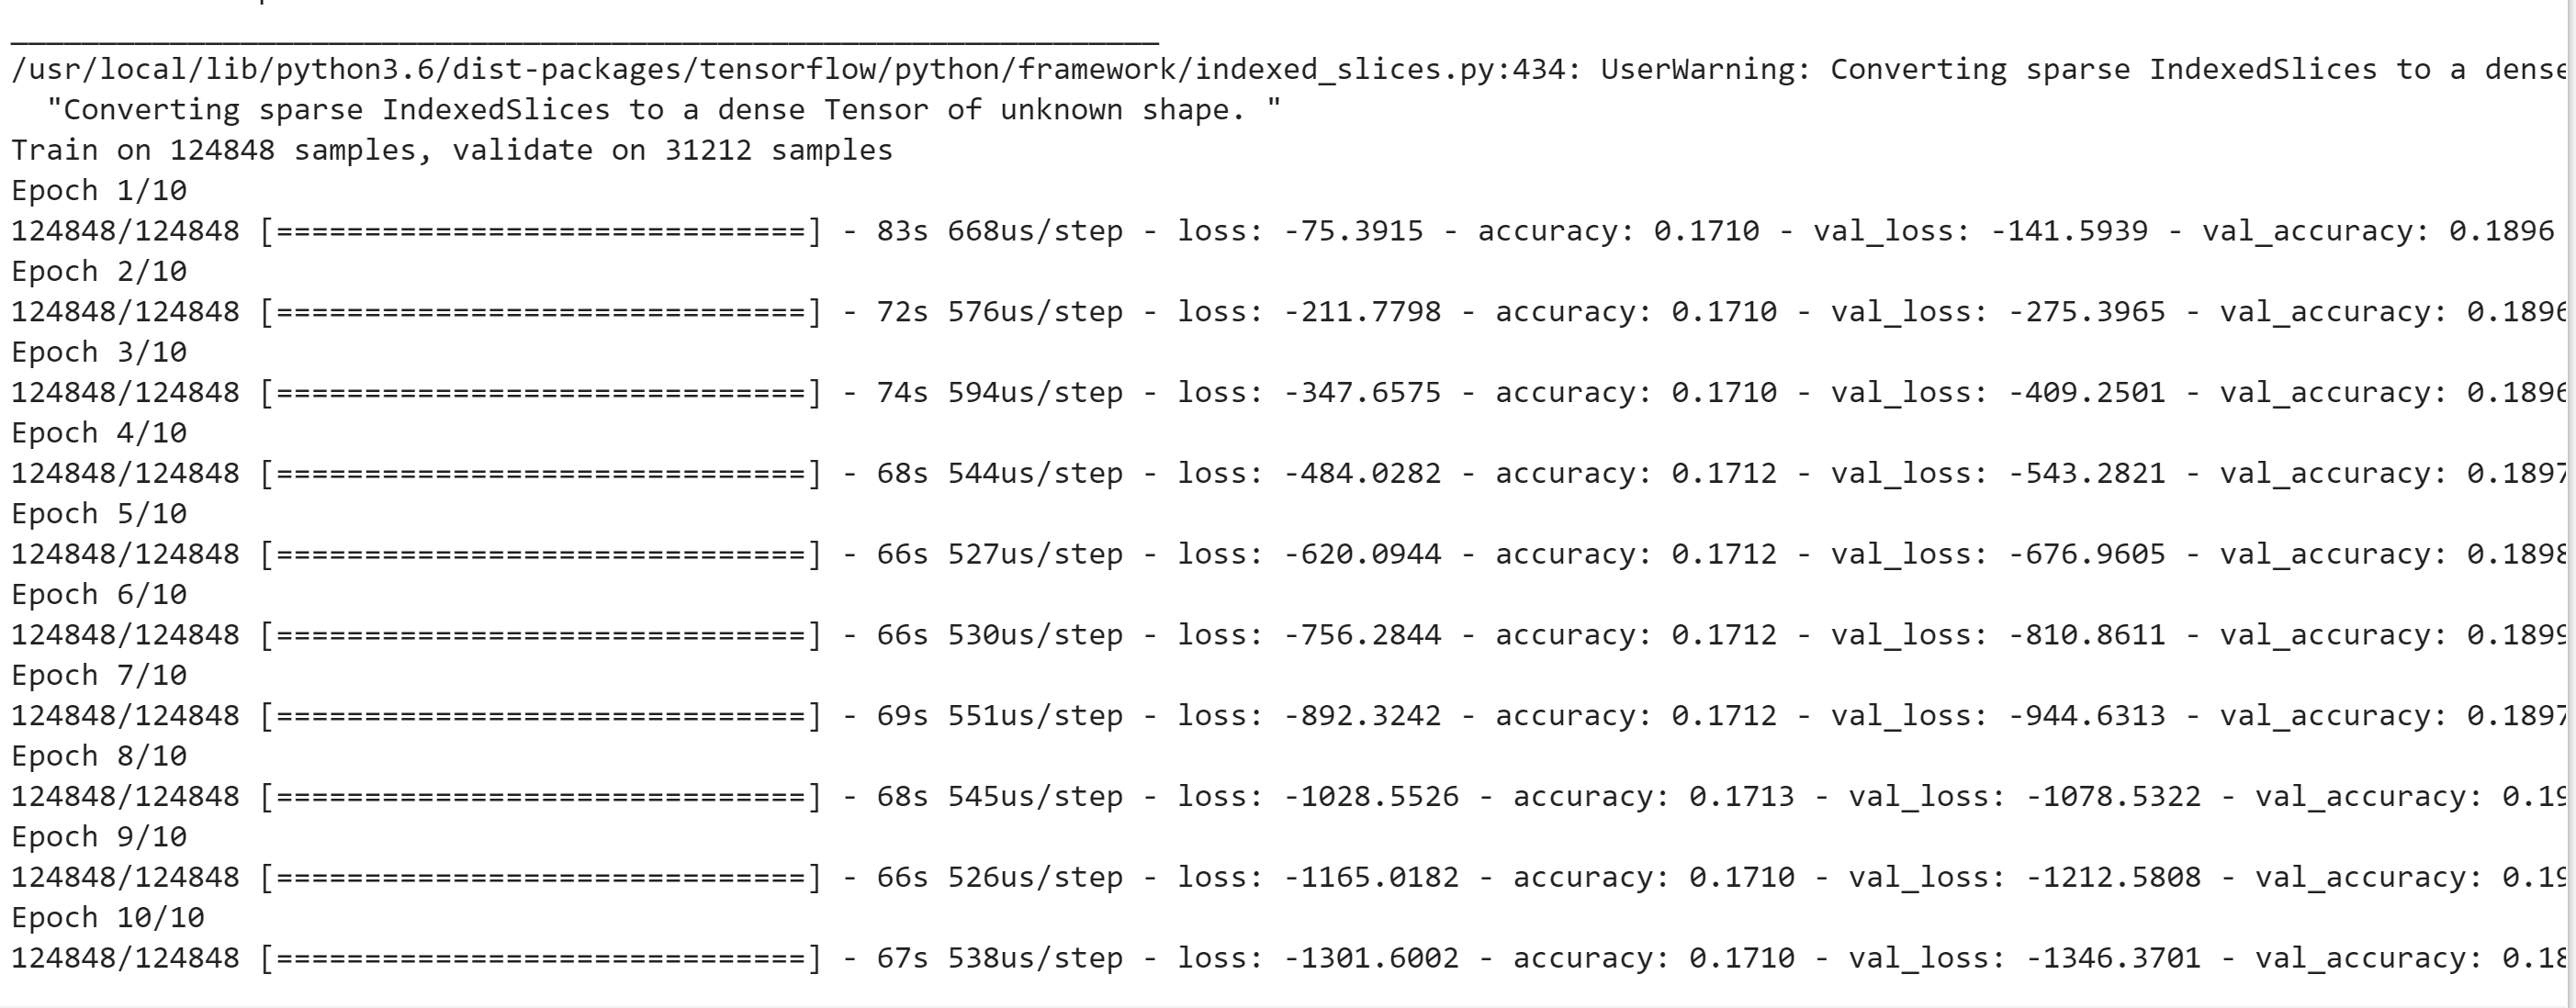 _________________________________________________________________
/usr/local/lib/python3.6/dist-packages/tensorflow/python/framework/indexed_slices.py:434: UserWarning: Converting sparse IndexedSlices to a dense
  "Converting sparse IndexedSlices to a dense Tensor of unknown shape. "
Train on 124848 samples, validate on 31212 samples
Epoch 1/10
124848/124848 [==============================] - 83s 668us/step - loss: -75.3915 - accuracy: 0.1710 - val_loss: -141.5939 - val_accuracy: 0.1896
Epoch 2/10
124848/124848 [==============================] - 72s 576us/step - loss: -211.7798 - accuracy: 0.1710 - val_loss: -275.3965 - val_accuracy: 0.1896
Epoch 3/10
124848/124848 [==============================] - 74s 594us/step - loss: -347.6575 - accuracy: 0.1710 - val_loss: -409.2501 - val_accuracy: 0.1896
Epoch 4/10
124848/124848 [==============================] - 68s 544us/step - loss: -484.0282 - accuracy: 0.1712 - val_loss: -543.2821 - val_accuracy: 0.1897
Epoch 5/10
124848/124848 [==============================] - 66s 527us/step - loss: -620.0944 - accuracy: 0.1712 - val_loss: -676.9605 - val_accuracy: 0.1898
Epoch 6/10
124848/124848 [==============================] - 66s 530us/step - loss: -756.2844 - accuracy: 0.1712 - val_loss: -810.8611 - val_accuracy: 0.1899
Epoch 7/10
124848/124848 [==============================] - 69s 551us/step - loss: -892.3242 - accuracy: 0.1712 - val_loss: -944.6313 - val_accuracy: 0.1897
Epoch 8/10
124848/124848 [==============================] - 68s 545us/step - loss: -1028.5526 - accuracy: 0.1713 - val_loss: -1078.5322 - val_accuracy: 0.19
Epoch 9/10
124848/124848 [==============================] - 66s 526us/step - loss: -1165.0182 - accuracy: 0.1710 - val_loss: -1212.5808 - val_accuracy: 0.19
Epoch 10/10
124848/124848 [==============================] - 67s 538us/step - loss: -1301.6002 - accuracy: 0.1710 - val_loss: -1346.3701 - val_accuracy: 0.18